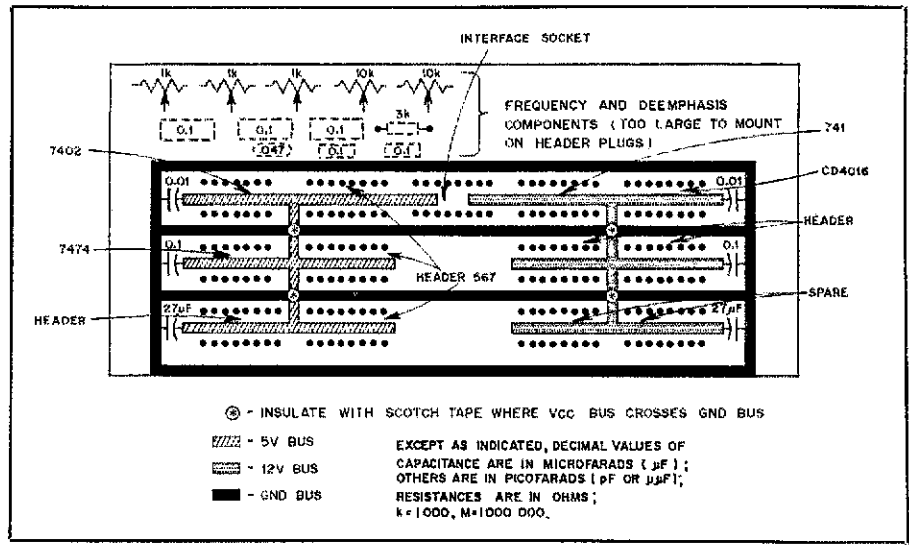 INTERFACE SOCKET
1k 1k 1k 10k 10k
3k
0.1 0.1 0.1
.047 0.1 0.1
FREQUENCY AND DEEMPHASIS
COMPONENTS (TOO LARGE TO MOUNT
ON HEADER PLUGS)
741
7402
CD4016
0.01 0.01
HEADER
7474
0.1 0.1
HEADER 567
SPARE
HEADER
27µF 27µF
- INSULATE WITH SCOTCH TAPE WHERE VCC BUS CROSSES GND BUS
- 5V BUS
- 12V BUS
- GND BUS
EXCEPT AS INDICATED, DECIMAL VALUES OF
CAPACITANCE ARE IN MICROFARADS (µF);
OTHERS ARE IN PICOFARADS (pF OR µµF);
RESISTANCES ARE IN OHMS;
k=1000, M=1000 000.